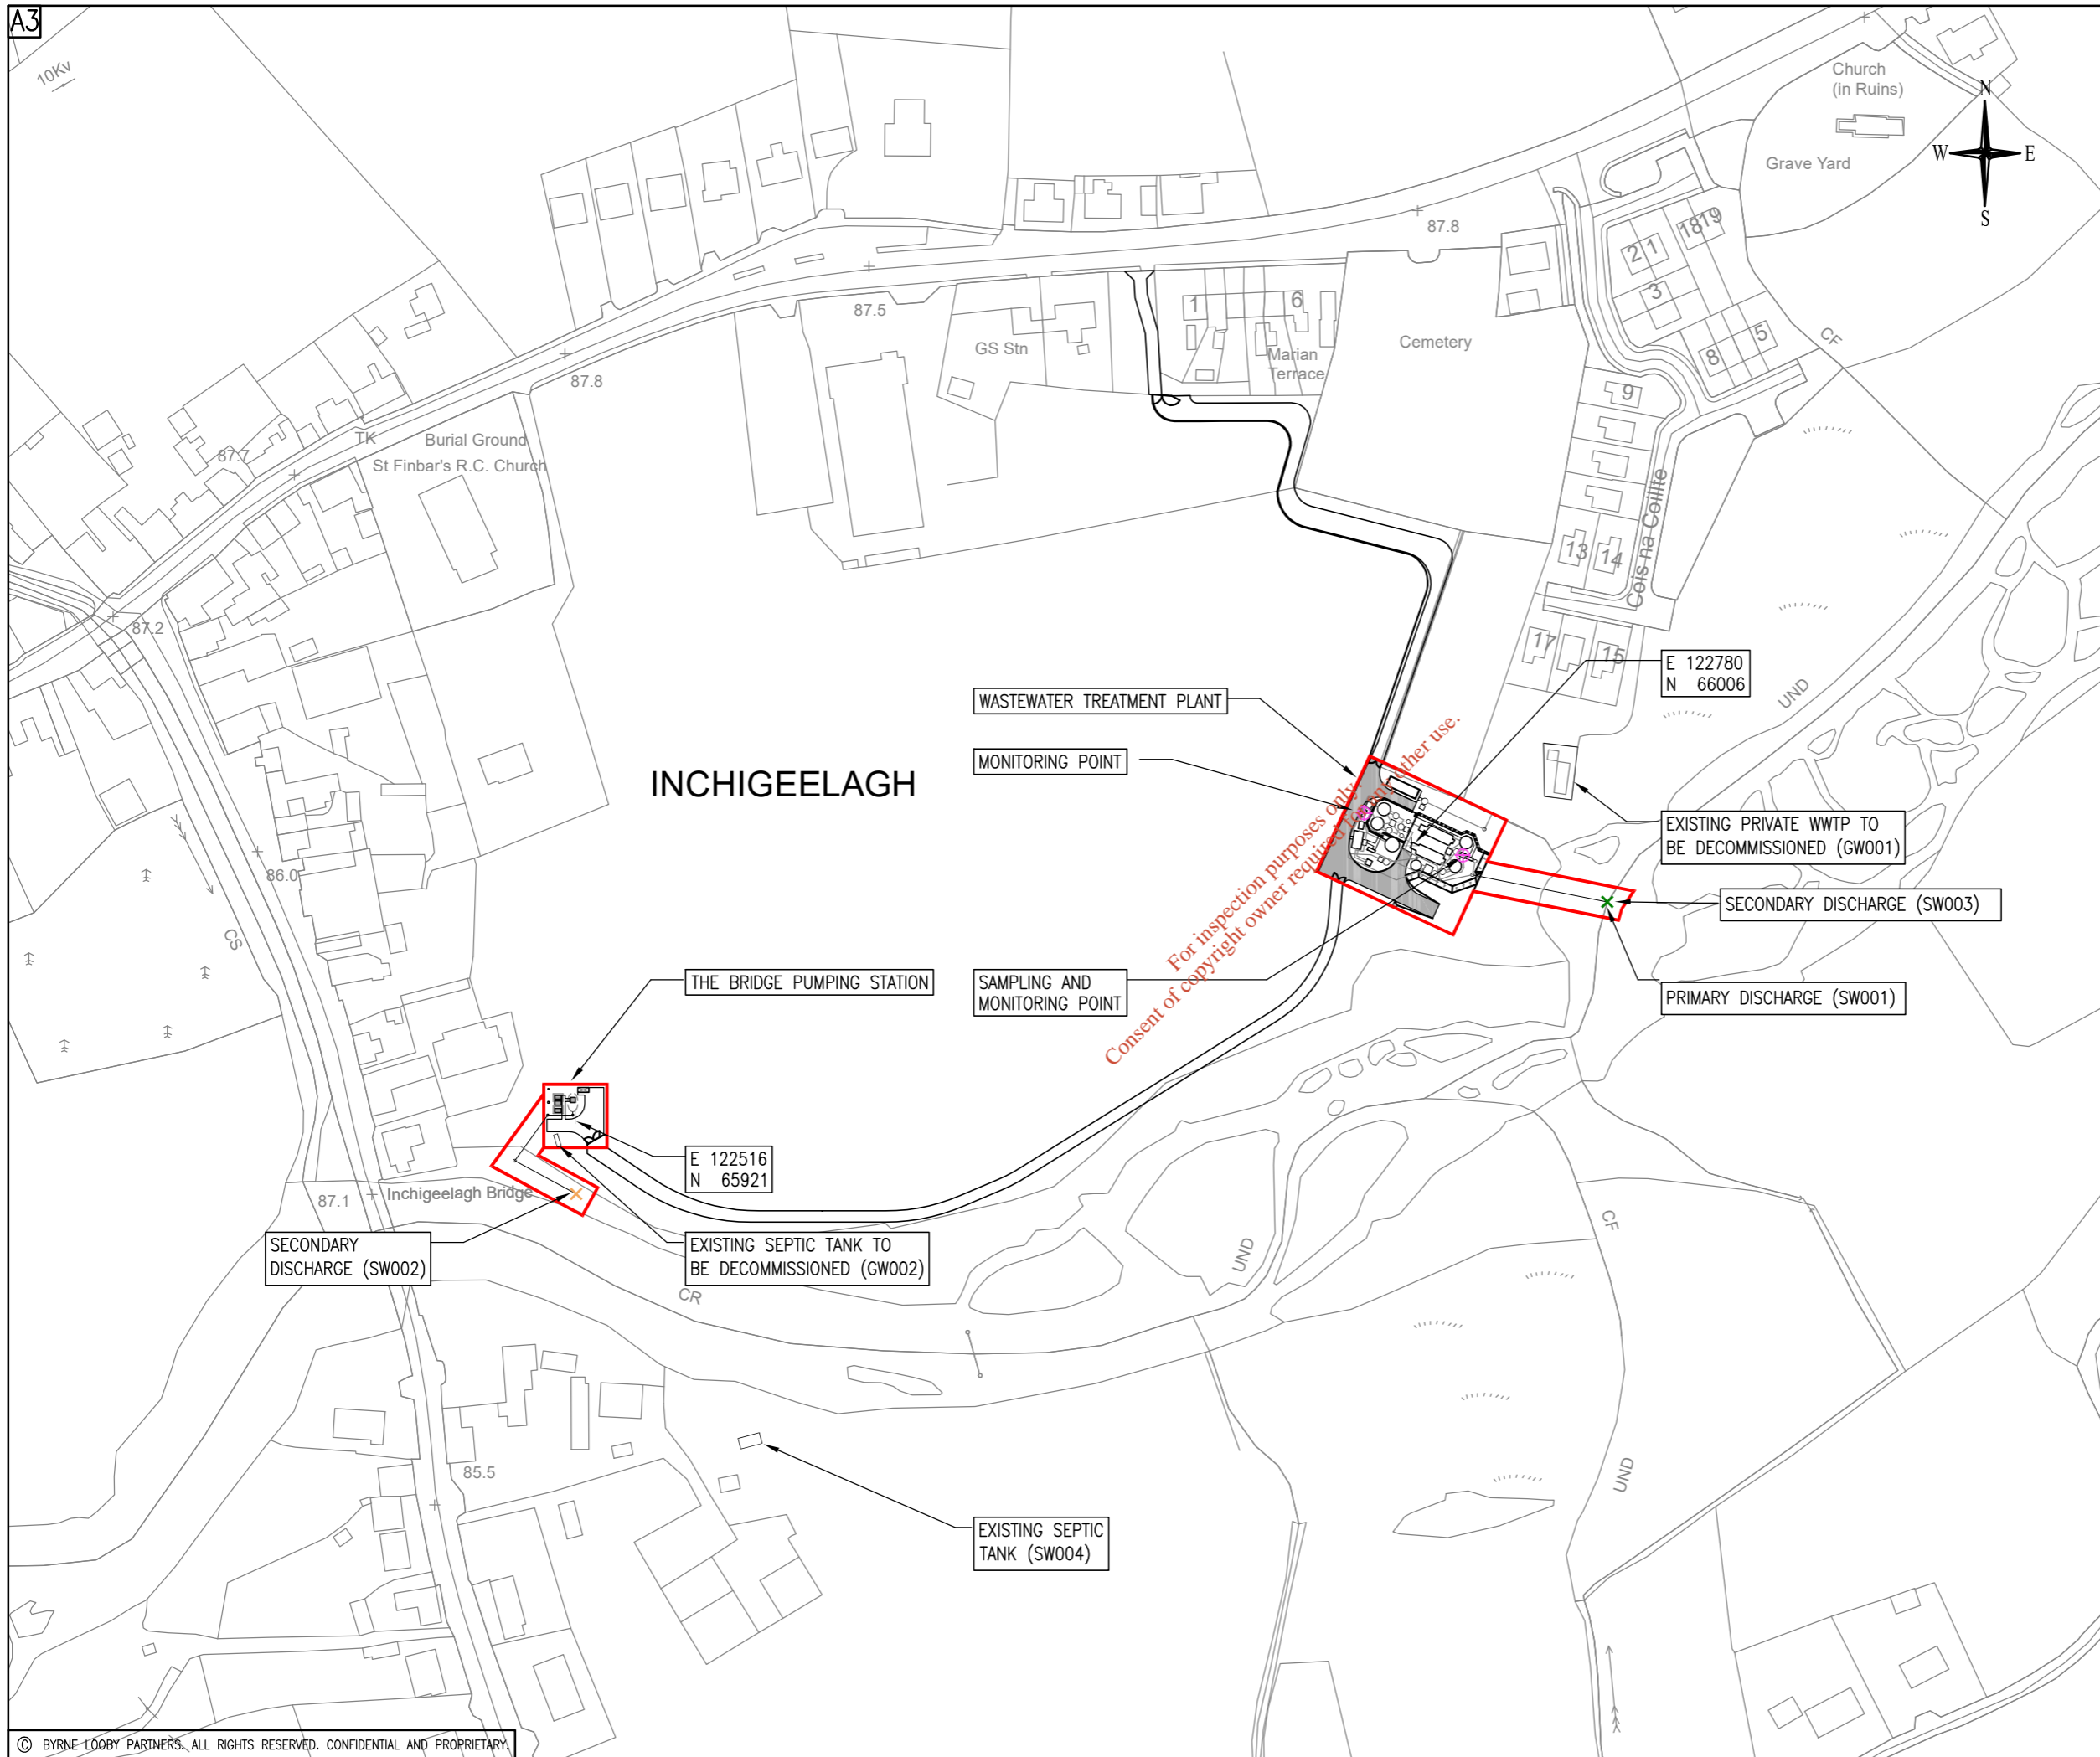 A3
10Kv
Church
(in Ruins)
N
W
E
S
Grave Yard
87.8
18
19
2
1
3
5
8
87.5
1
6
Marian
Terrace
GS Stn
Cemetery
CF
87.8
9
TK
Burial Ground
St Finbar's R.C. Church
87.7
Cois na Coillte
13
14
87.2
17
15
E 122780
N 66006
UND
WASTEWATER TREATMENT PLANT
MONITORING POINT
INCHIGEELAGH
EXISTING PRIVATE WWTP TO
BE DECOMMISSIONED (GW001)
86.0
CS
SECONDARY DISCHARGE (SW003)
For inspection purposes only.
Consent of copyright owner required for any other use.
THE BRIDGE PUMPING STATION
SAMPLING AND
MONITORING POINT
PRIMARY DISCHARGE (SW001)
E 122516
N 65921
87.1
Inchigeelagh Bridge
SECONDARY
DISCHARGE (SW002)
EXISTING SEPTIC TANK TO
BE DECOMMISSIONED (GW002)
CR
UND
CF
85.5
UND
EXISTING SEPTIC
TANK (SW004)
© BYRNE LOOBY PARTNERS. ALL RIGHTS RESERVED. CONFIDENTIAL AND PROPRIETARY.